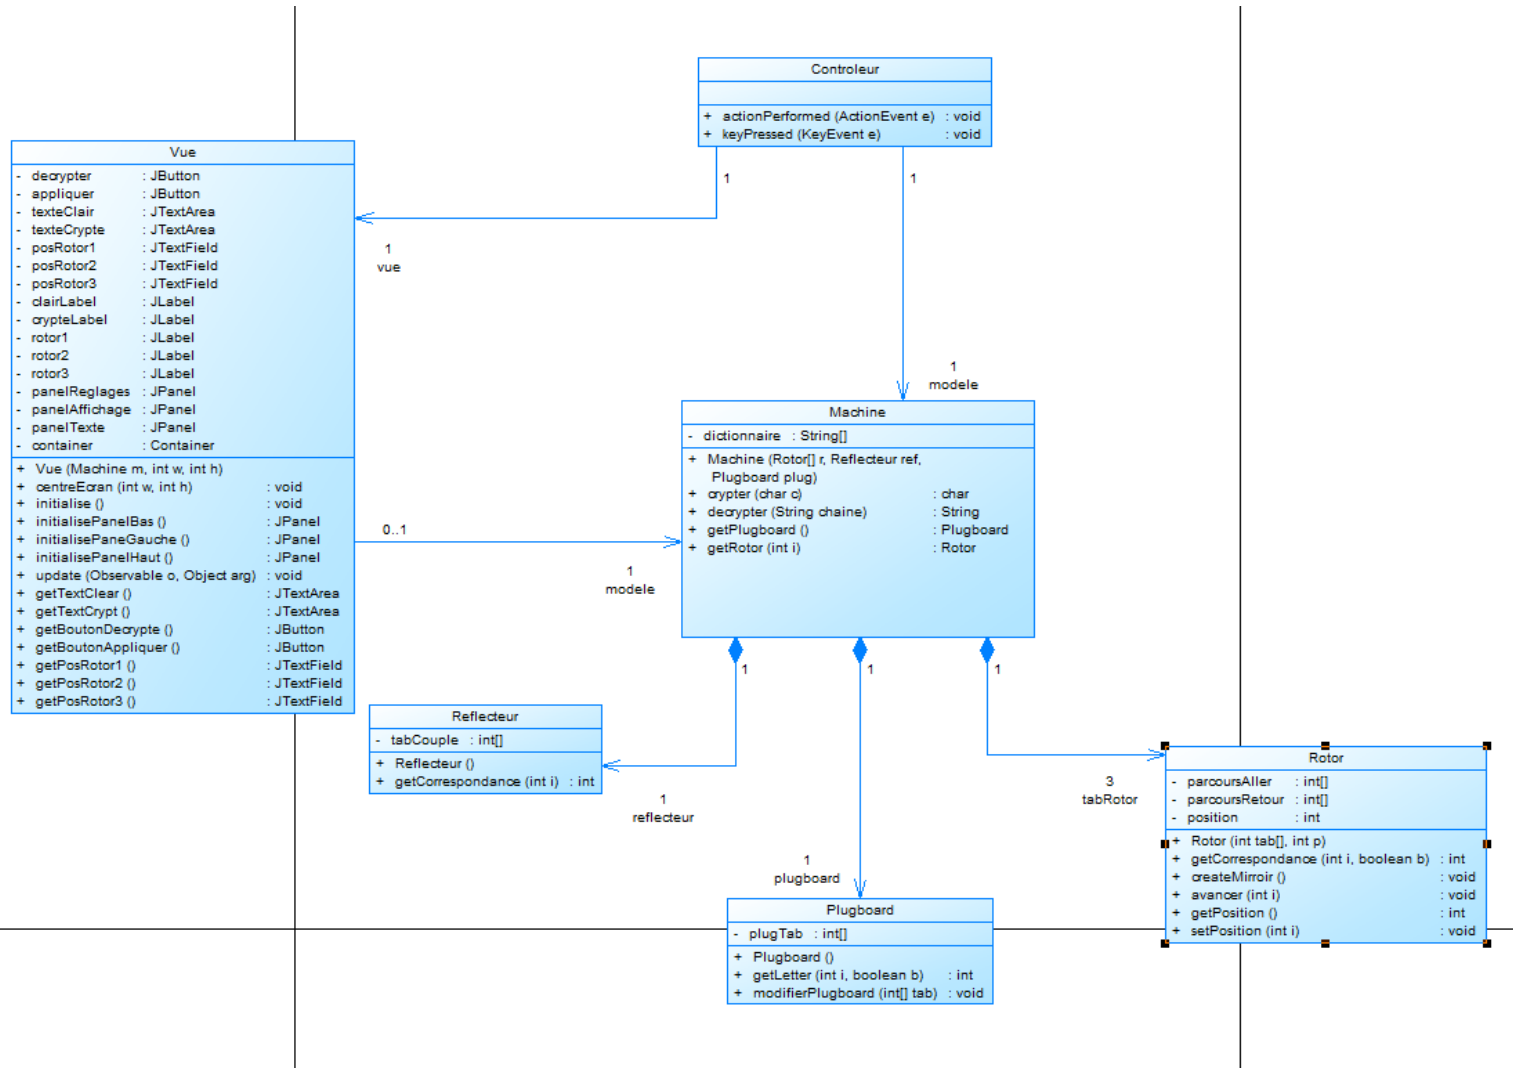 Controleur
+ actionPerformed (ActionEvent e) : void
+ keyPressed (KeyEvent e) : void
1
1
Vue
- decrypter : JButton
- appliquer : JButton
- texteClair : JTextArea
- texteCrypte : JTextArea
- posRotor1 : JTextField
- posRotor2 : JTextField
- posRotor3 : JTextField
- clairLabel : JLabel
- crypteLabel : JLabel
- rotor1 : JLabel
- rotor2 : JLabel
- rotor3 : JLabel
- panelReglages : JPanel
- panelAffichage : JPanel
- panelTexte : JPanel
- container : Container
+ Vue (Machine m, int w, int h)
+ centreEcran (int w, int h) : void
+ initialise () : void
+ initialisePanelBas () : JPanel
+ initialisePaneGauche () : JPanel
+ initialisePanelHaut () : JPanel
+ update (Observable o, Object arg) : void
+ getTextClear () : JTextArea
+ getTextCrypt () : JTextArea
+ getBoutonDecrypte () : JButton
+ getBoutonAppliquer () : JButton
+ getPosRotor1 () : JTextField
+ getPosRotor2 () : JTextField
+ getPosRotor3 () : JTextField
1
vue
1
modele
0..1
1
modele
Machine
- dictionnaire : String[]
+ Machine (Rotor[] r, Reflecteur ref,
Plugboard plug)
+ crypter (char c) : char
+ decrypter (String chaine) : String
+ getPlugboard () : Plugboard
+ getRotor (int i) : Rotor
1
1
1
Reflecteur
- tabCouple : int[]
+ Reflecteur ()
+ getCorrespondance (int i) : int
1
reflecteur
1
plugboard
3
tabRotor
Rotor
- parcoursAller : int[]
- parcoursRetour : int[]
- position : int
+ Rotor (int tab[], int p)
+ getCorrespondance (int i, boolean b) : int
+ createMirroir () : void
+ avancer (int i) : void
+ getPosition () : int
+ setPosition (int i) : void
Plugboard
- plugTab : int[]
+ Plugboard ()
+ getLetter (int i, boolean b) : int
+ modifierPlugboard (int[] tab) : void